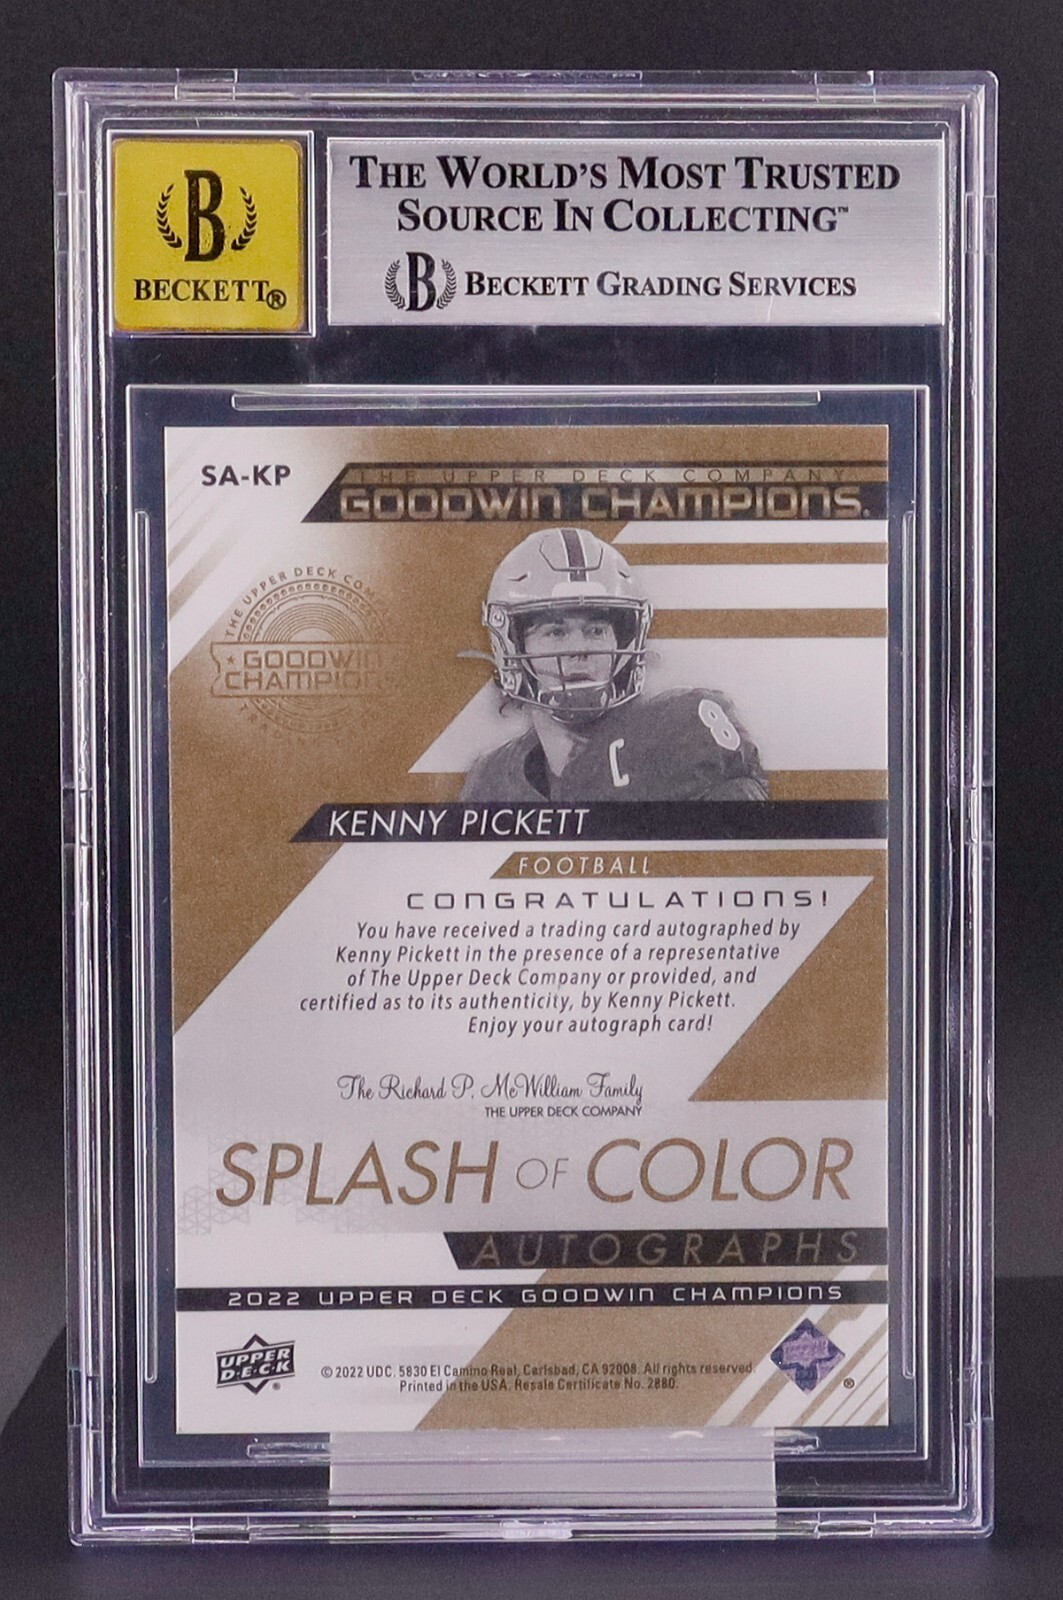 B
BECKETT®
THE WORLD'S MOST TRUSTED
SOURCE IN COLLECTING™
B BECKETT GRADING SERVICES
SA-KP
THE UPPER DECK COMPANY
GOODWIN CHAMPIONS®
THE UPPER DECK COM
GOODWIN
CHAMPIONS
8
C
KENNY PICKETT
FOOTBALL
CONGRATULATIONS!
You have received a trading card autographed by
Kenny Pickett in the presence of a representative
of The Upper Deck Company or provided, and
certified as to its authenticity, by Kenny Pickett.
Enjoy your autograph card!
The Richard P. McWilliam Family
THE UPPER DECK COMPANY
SPLASH OF COLOR
AUTOGRAPHS
2022 UPPER DECK GOODWIN CHAMPIONS
UPPER
D•E•C•K®
© 2022 UDC. 5830 El Camino Real, Carlsbad, CA 92008. All rights reserved.
Printed in the USA. Resale Certificate No. 2880.
®